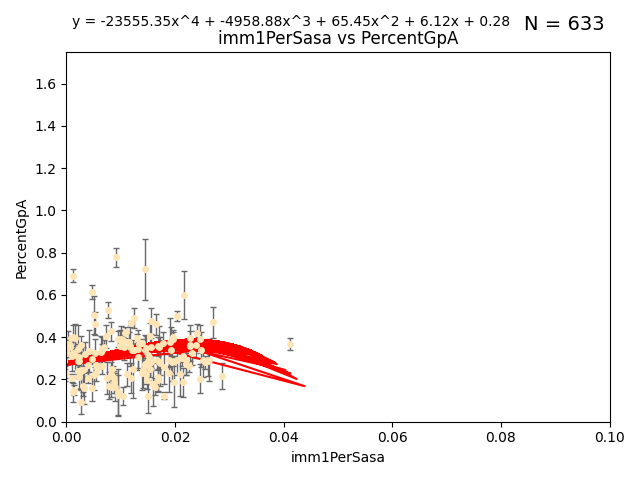 y = -23555.35x^4 + -4958.88x^3 + 65.45x^2 + 6.12x + 0.28
N = 633
imm1PerSasa vs PercentGpA
1.6
1.4
1.2
1.0
0.8
0.6
0.4
0.2
0.0
PercentGpA
0.00 0.02 0.04 0.06 0.08 0.10
imm1PerSasa